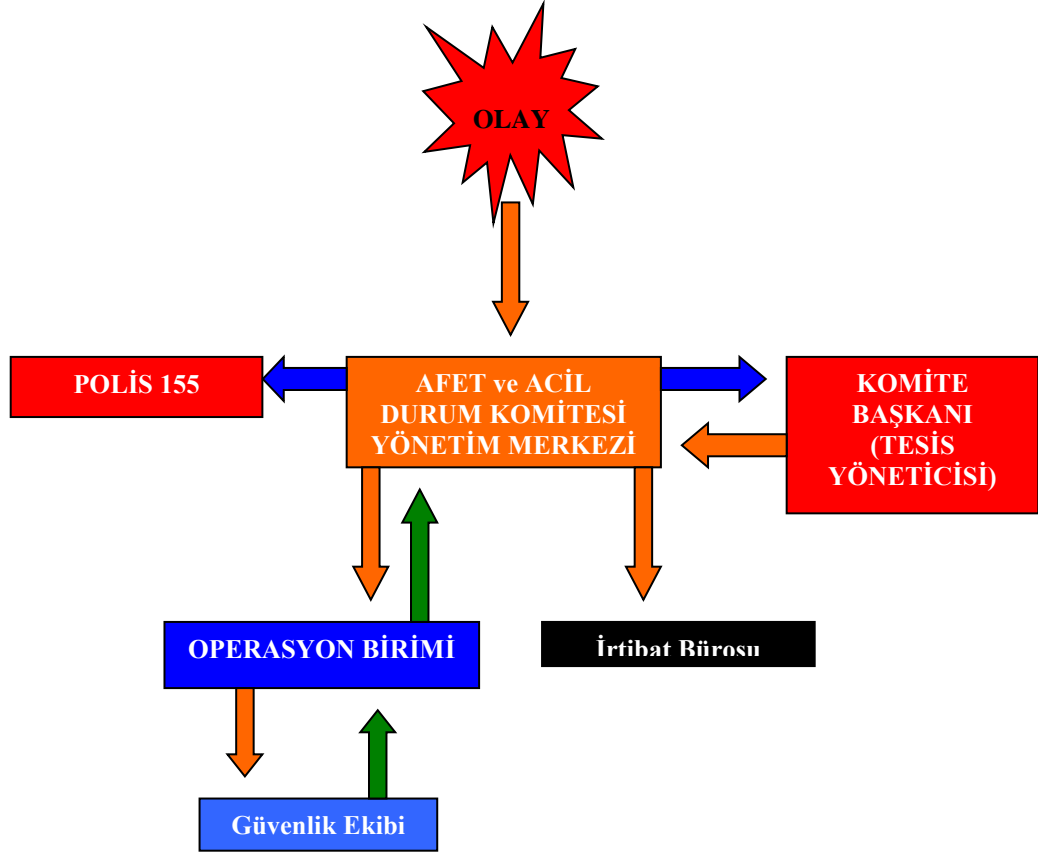 OLAY
POLİS 155
AFET ve ACİL
DURUM KOMİTESİ
YÖNETİM MERKEZİ
KOMİTE
BAŞKANI
(TESİS
YÖNETİCİSİ)
OPERASYON BİRİMİ
İrtibat Bürosu
Güvenlik Ekibi